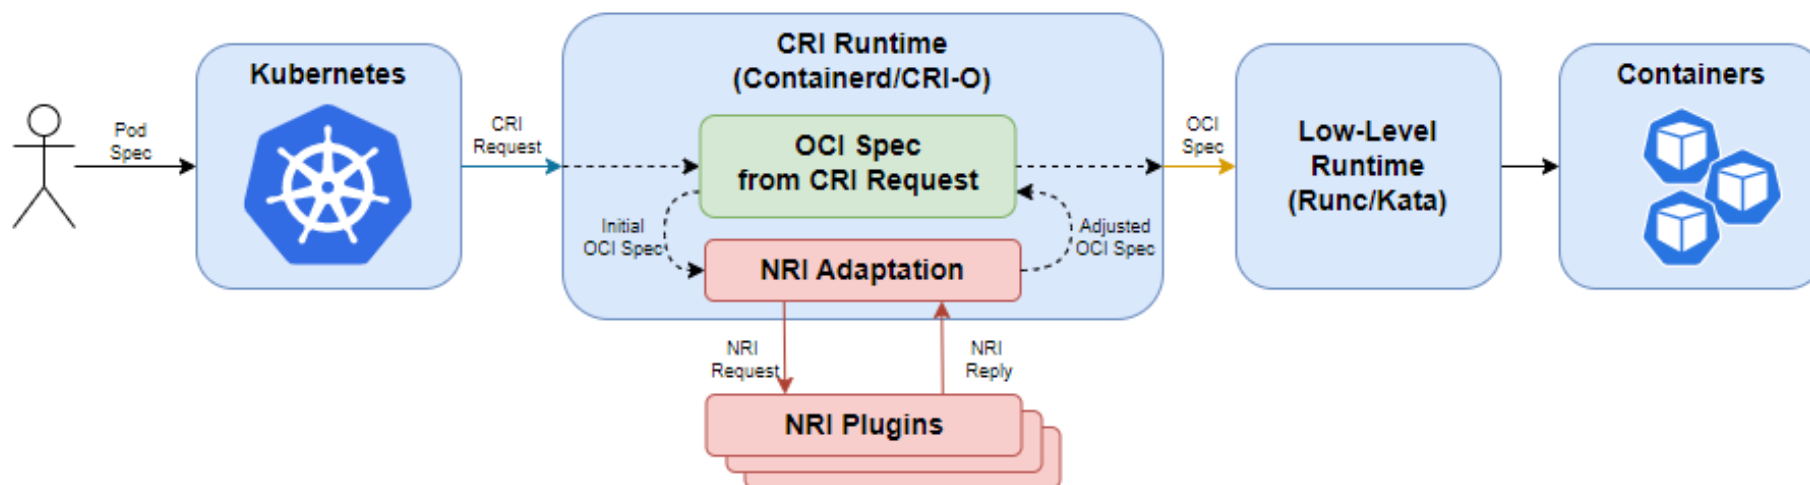 Pod
Spec
Kubernetes
CRI
Request
CRI Runtime
(Containerd/CRI-O)
OCI Spec
from CRI Request
Initial
OCI Spec
Adjusted
OCI Spec
NRI Adaptation
NRI
Request
NRI
Reply
NRI Plugins
OCI
Spec
Low-Level
Runtime
(Runc/Kata)
Containers